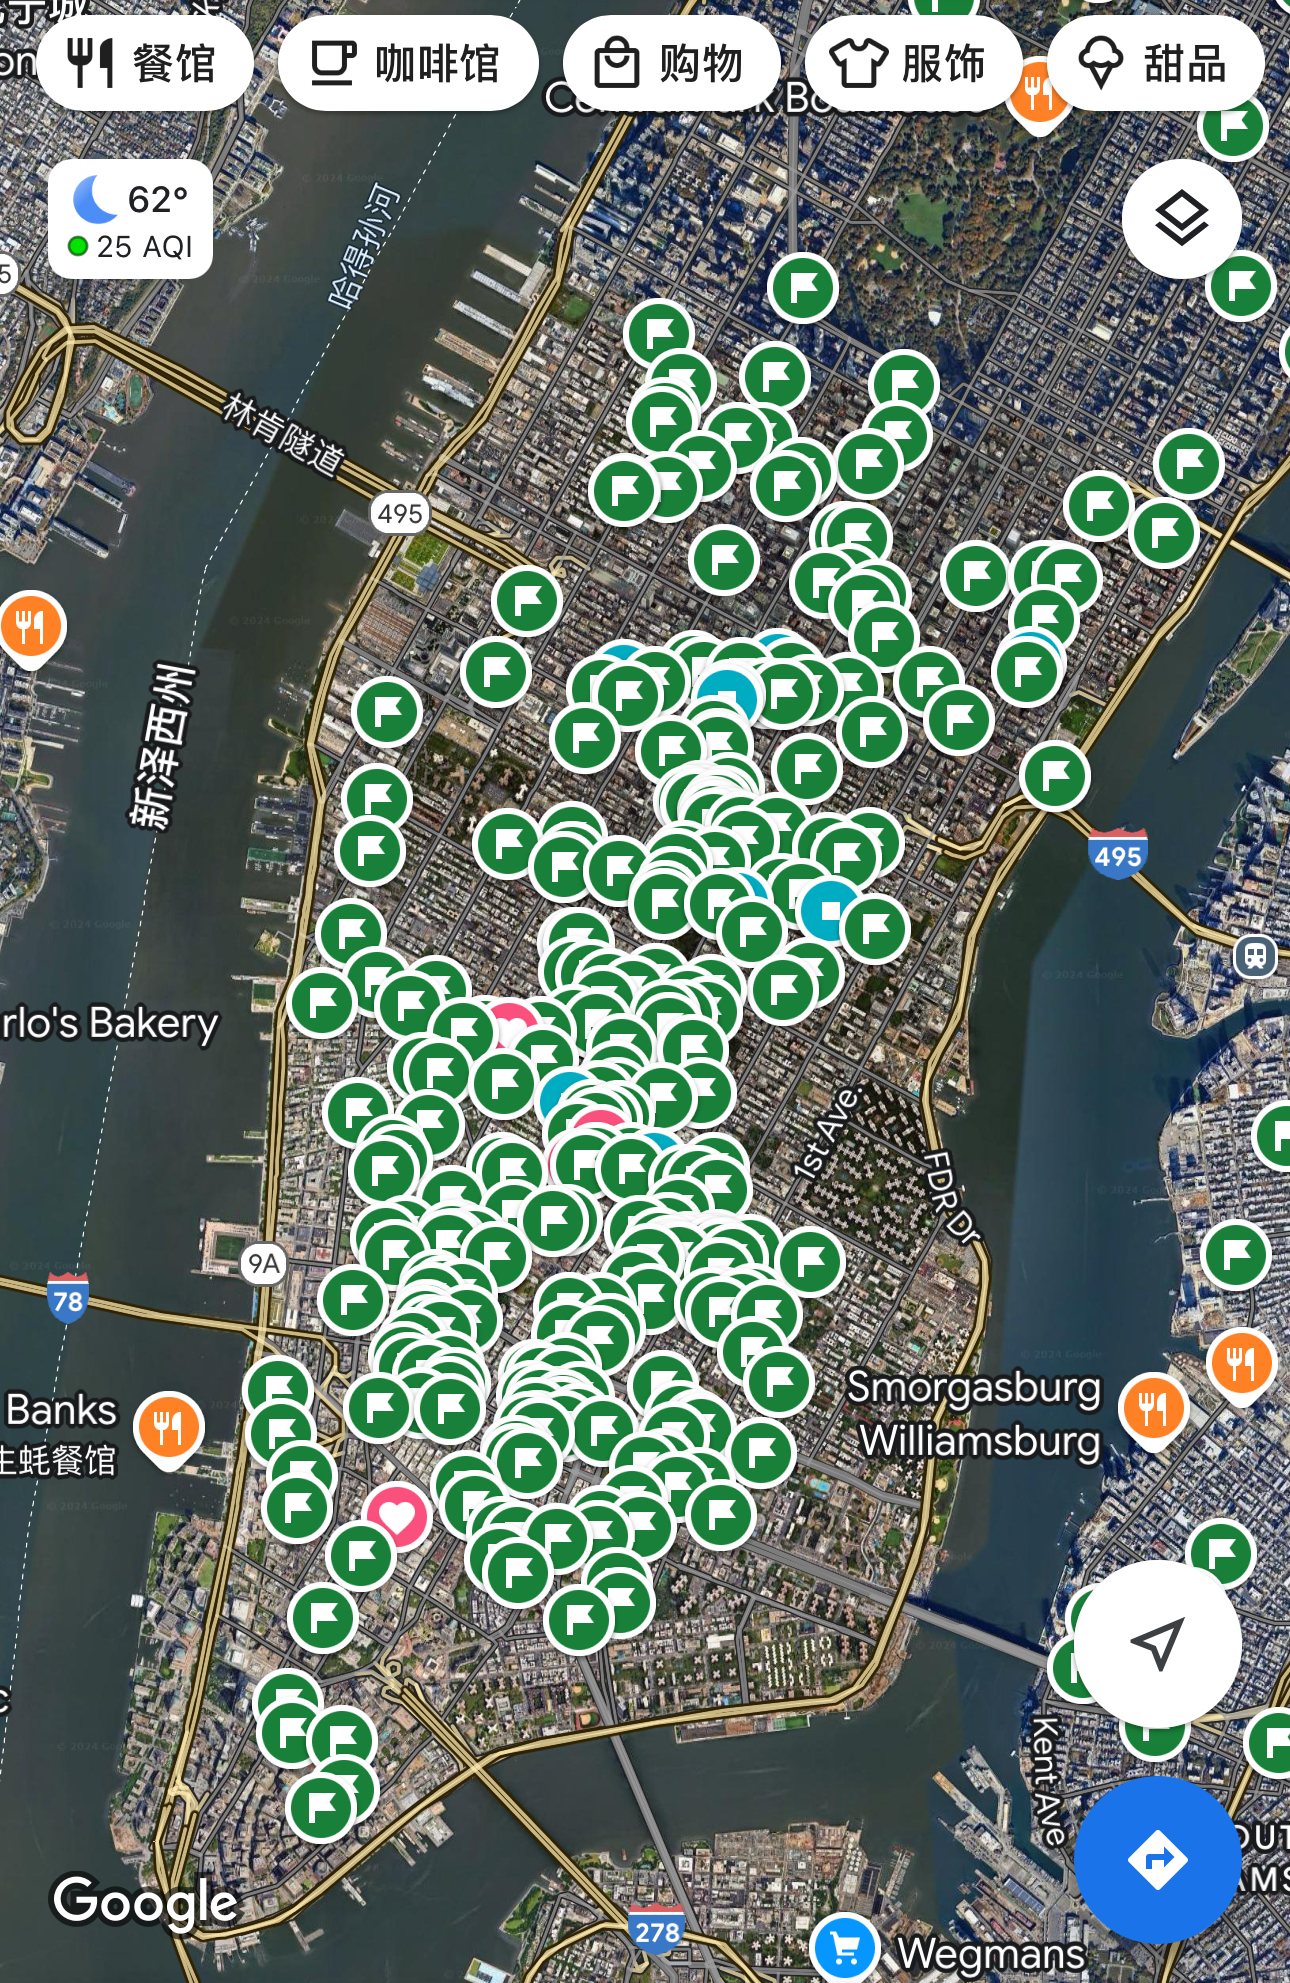 餐馆
咖啡馆
购物
服饰
甜品
62°
25 AQI
哈得孙河
林肯隧道
495
新泽西州
495
rlo's Bakery
1st Ave.
FDR Dr
9A
78
Banks
生蚝餐馆
Smorgasburg
Williamsburg
Kent Ave
Google
278
Wegmans